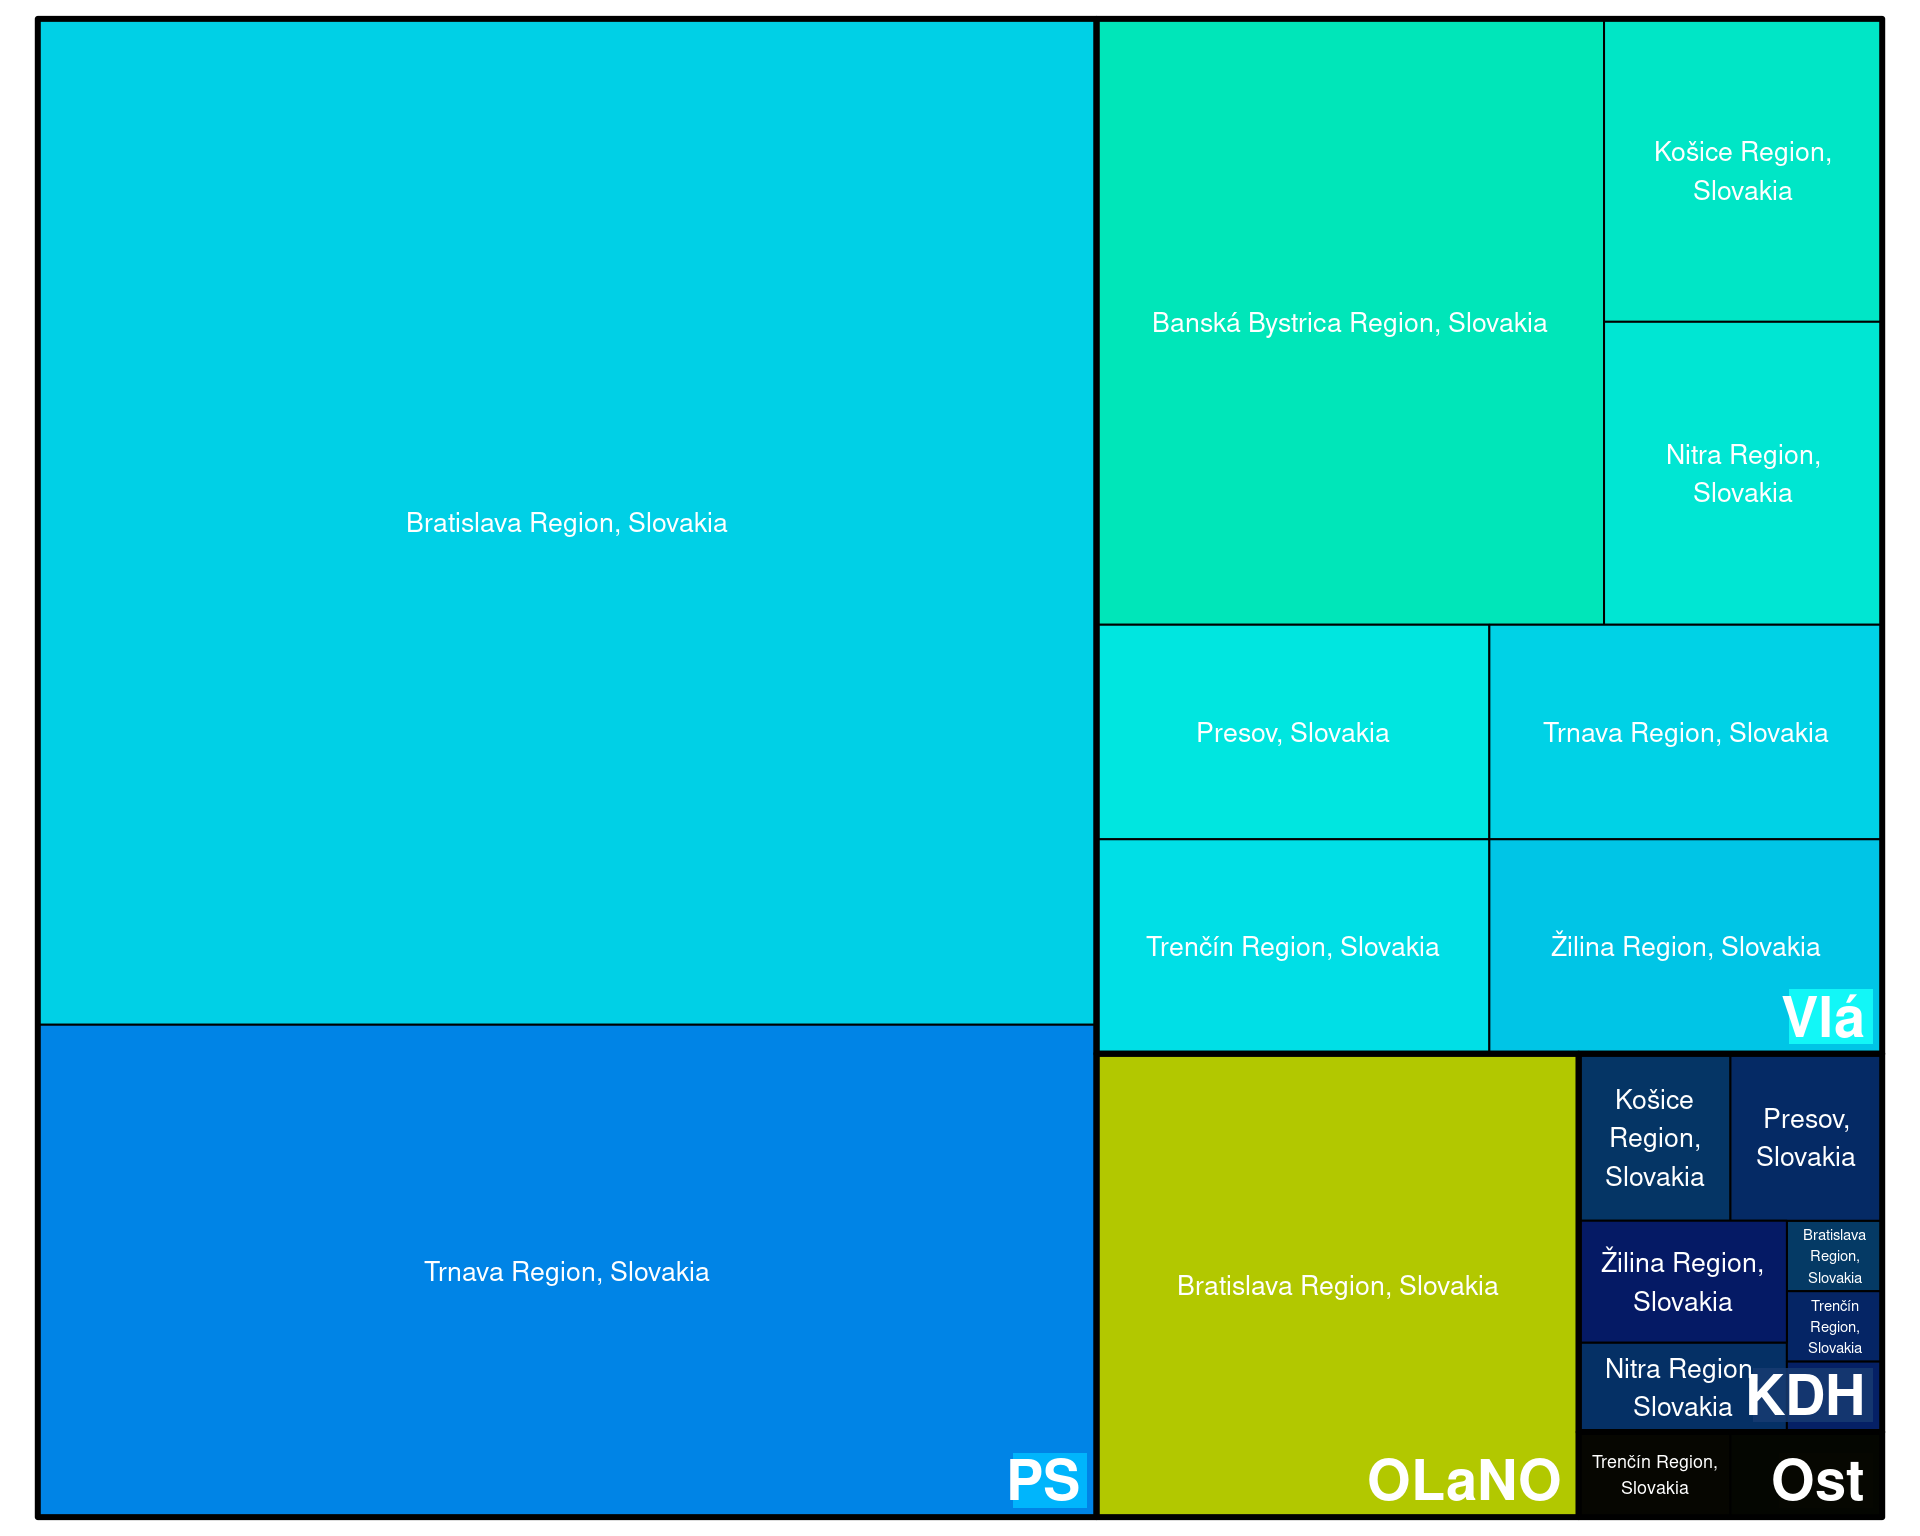 Bratislava Region, Slovakia
Trnava Region, Slovakia
PS
Banská Bystrica Region, Slovakia
Košice Region,
Slovakia
Nitra Region,
Slovakia
Presov, Slovakia
Trnava Region, Slovakia
Trenčín Region, Slovakia
Žilina Region, Slovakia
Vlá
Bratislava Region, Slovakia
OLaNO
Košice
Region,
Slovakia
Presov,
Slovakia
Žilina Region,
Slovakia
Bratislava
Region,
Slovakia
Trenčín
Region,
Slovakia
Nitra Region
Slovakia
KDH
Trenčín Region,
Slovakia
Ost